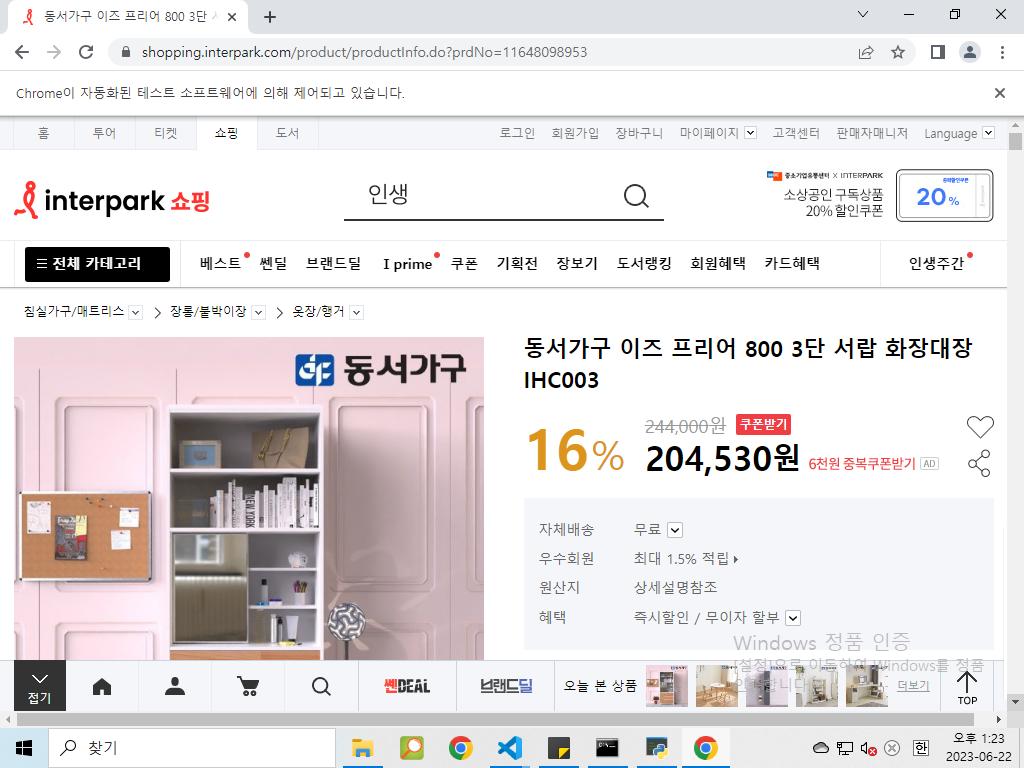 동서가구 이즈 프리어 800 3단
shopping.interpark.com/product/productInfo.do?prdNo=11648098953
Chrome이 자동화된 테스트 소프트웨어에 의해 제어되고 있습니다.
홈 투어 티켓 쇼핑 도서 로그인 회원가입 장바구니 마이페이지 고객센터 판매자매니저 Language
interpark 쇼핑 인생
중소기업유통센터 X INTERPARK
소상공인 구독상품
20% 할인쿠폰
20%
전체 카테고리 베스트 쎈딜 브랜드딜 I prime 쿠폰 기획전 장보기 도서랭킹 회원혜택 카드혜택 인생주간
침실가구/매트리스 장롱/붙박이장 옷장/행거
동서가구
동서가구 이즈 프리어 800 3단 서랍 화장대장
IHC003
244,000원 쿠폰받기
16% 204,530원 6천원 중복쿠폰받기 AD
자체배송 무료
우수회원 최대 1.5% 적립
원산지 상세설명참조
혜택 즉시할인 / 무이자 할부
NEW YORK
Windows 정품 인증
[설정]으로 이동하여 Windows를 정품
접기 쎈DEAL 브랜드딜 오늘 본 상품 더보기 TOP
찾기
한
오후 1:23
2023-06-22